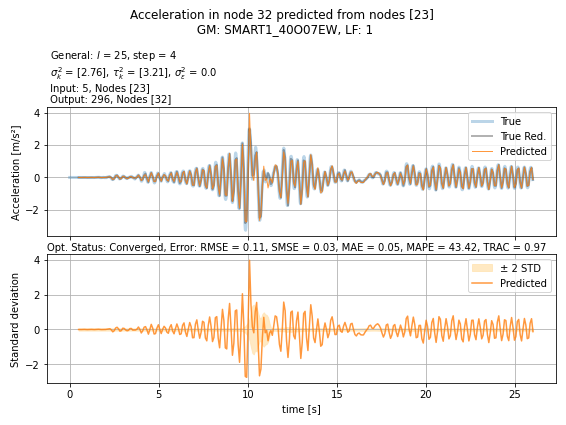 Acceleration in node 32 predicted from nodes [23]
GM: SMART1_40O07EW, LF: 1
General: l = 25, step = 4
σ²ₖ = [2.76], τ²ₖ = [3.21], σ²ε = 0.0
Input: 5, Nodes [23]
Output: 296, Nodes [32]
4
2
0
−2
Acceleration [m/s²]
True
True Red.
Predicted
Opt. Status: Converged, Error: RMSE = 0.11, SMSE = 0.03, MAE = 0.05, MAPE = 43.42, TRAC = 0.97
4
2
0
−2
Standard deviation
± 2 STD
Predicted
0 5 10 15 20 25
time [s]